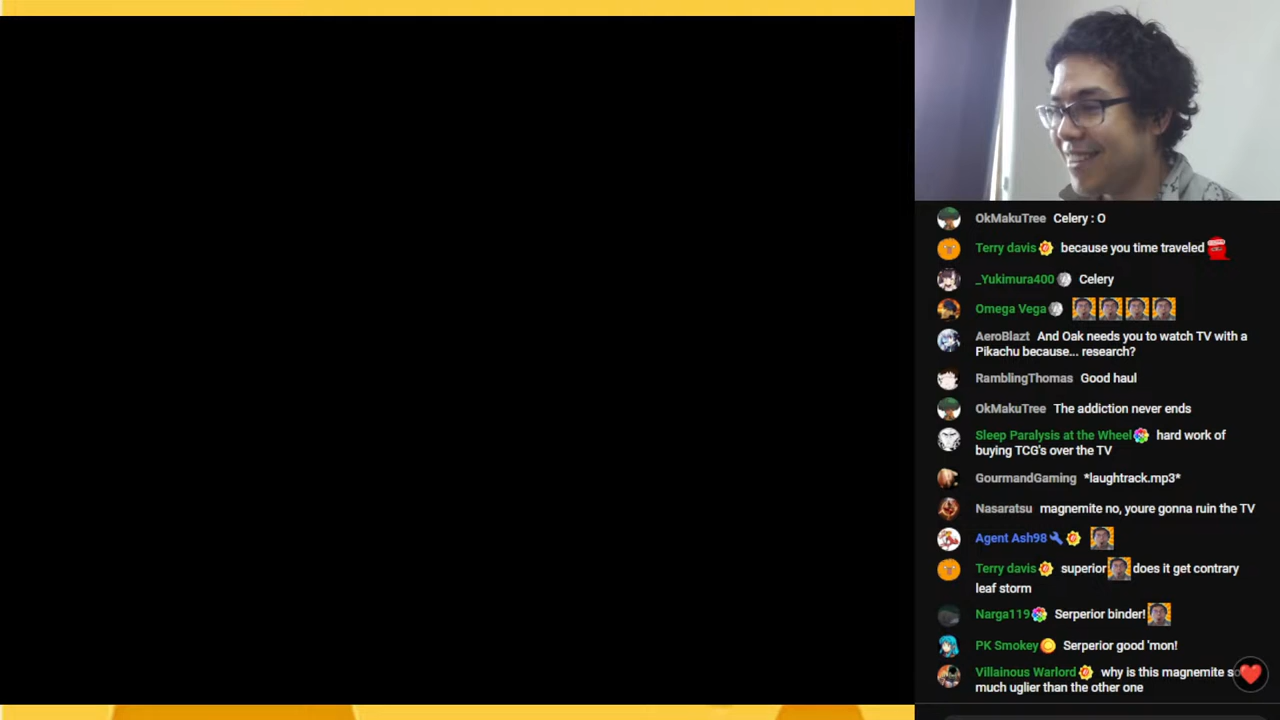 OkMakuTree Celery : O
Terry davis because you time traveled
_Yukimura400 Celery
Omega Vega
AeroBlazt And Oak needs you to watch TV with a
Pikachu because... research?
RamblingThomas Good haul
OkMakuTree The addiction never ends
Sleep Paralysis at the Wheel hard work of
buying TCG's over the TV
GourmandGaming *laughtrack.mp3*
Nasaratsu magnemite no, youre gonna ruin the TV
Agent Ash98
Terry davis superior does it get contrary
leaf storm
Narga119 Serperior binder!
PK Smokey Serperior good 'mon!
Villainous Warlord why is this magnemite so
much uglier than the other one